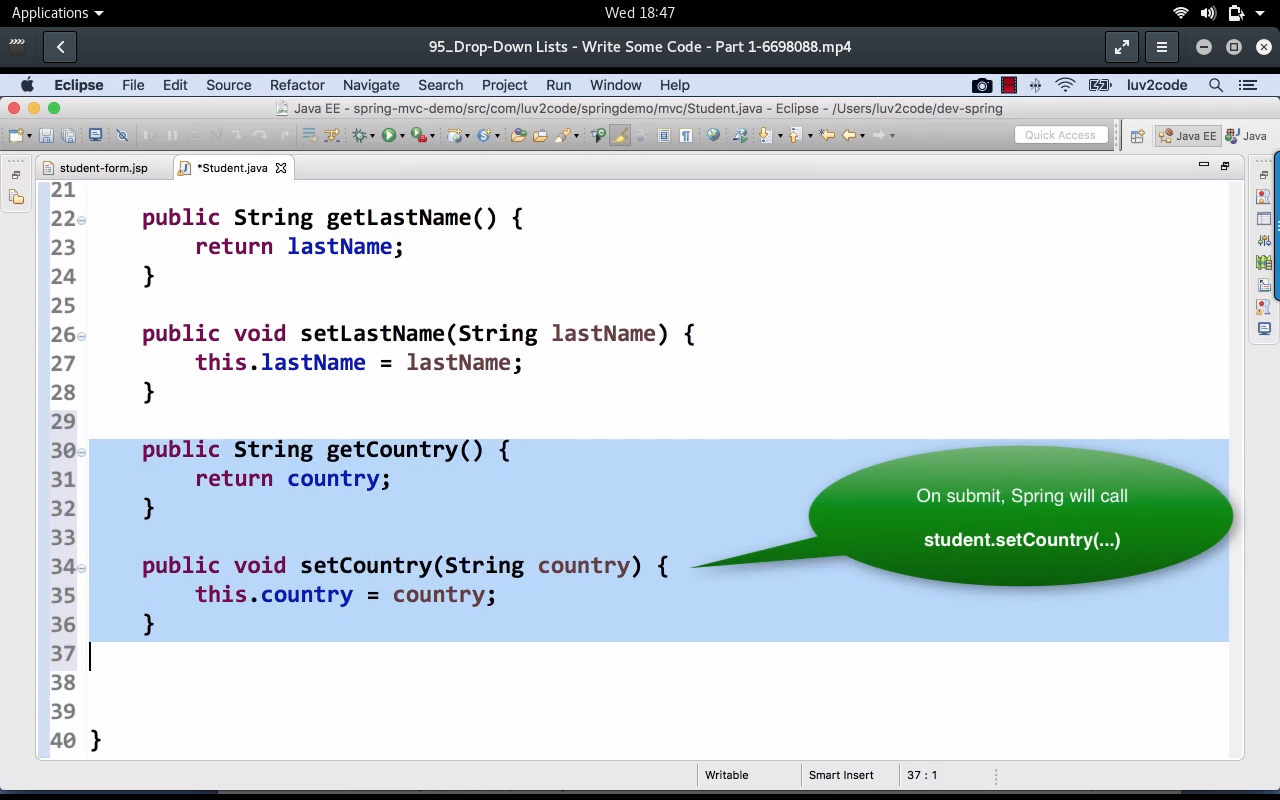 Applications
Wed 18:47
95_Drop-Down Lists - Write Some Code - Part 1-6698088.mp4
Eclipse File Edit Source Refactor Navigate Search Project Run Window Help
luv2code
Java EE - spring-mvc-demo/src/com/luv2code/springdemo/mvc/Student.java - Eclipse - /Users/luv2code/dev-spring
Quick Access
Java EE
Java
student-form.jsp
*Student.java
21
22 public String getLastName() {
23 return lastName;
24 }
25
26 public void setLastName(String lastName) {
27 this.lastName = lastName;
28 }
29
30 public String getCountry() {
31 return country;
32 }
33
34 public void setCountry(String country) {
35 this.country = country;
36 }
37
38
39
40 }
On submit, Spring will call
student.setCountry(...)
Writable
Smart Insert
37 : 1